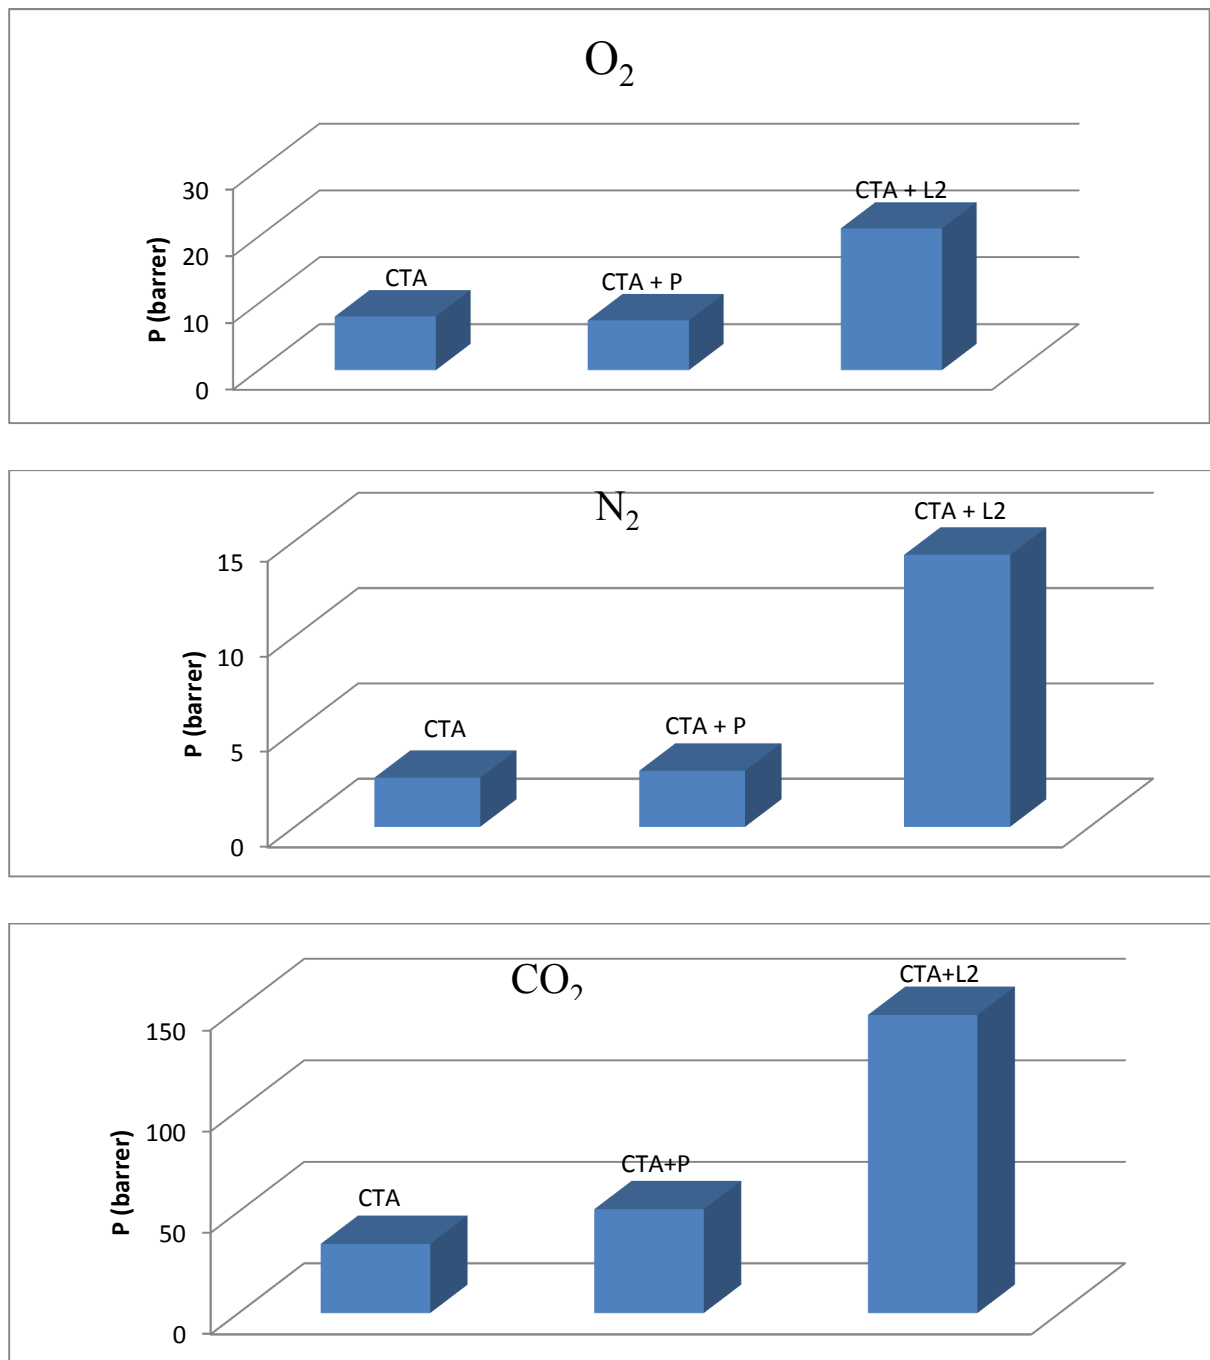 O₂
30
20
10
0
P (barrer)
CTA
CTA + P
CTA + L2
N₂
15
10
5
0
P (barrer)
CTA
CTA + P
CTA + L2
CO₂
150
100
50
0
P (barrer)
CTA
CTA+P
CTA+L2